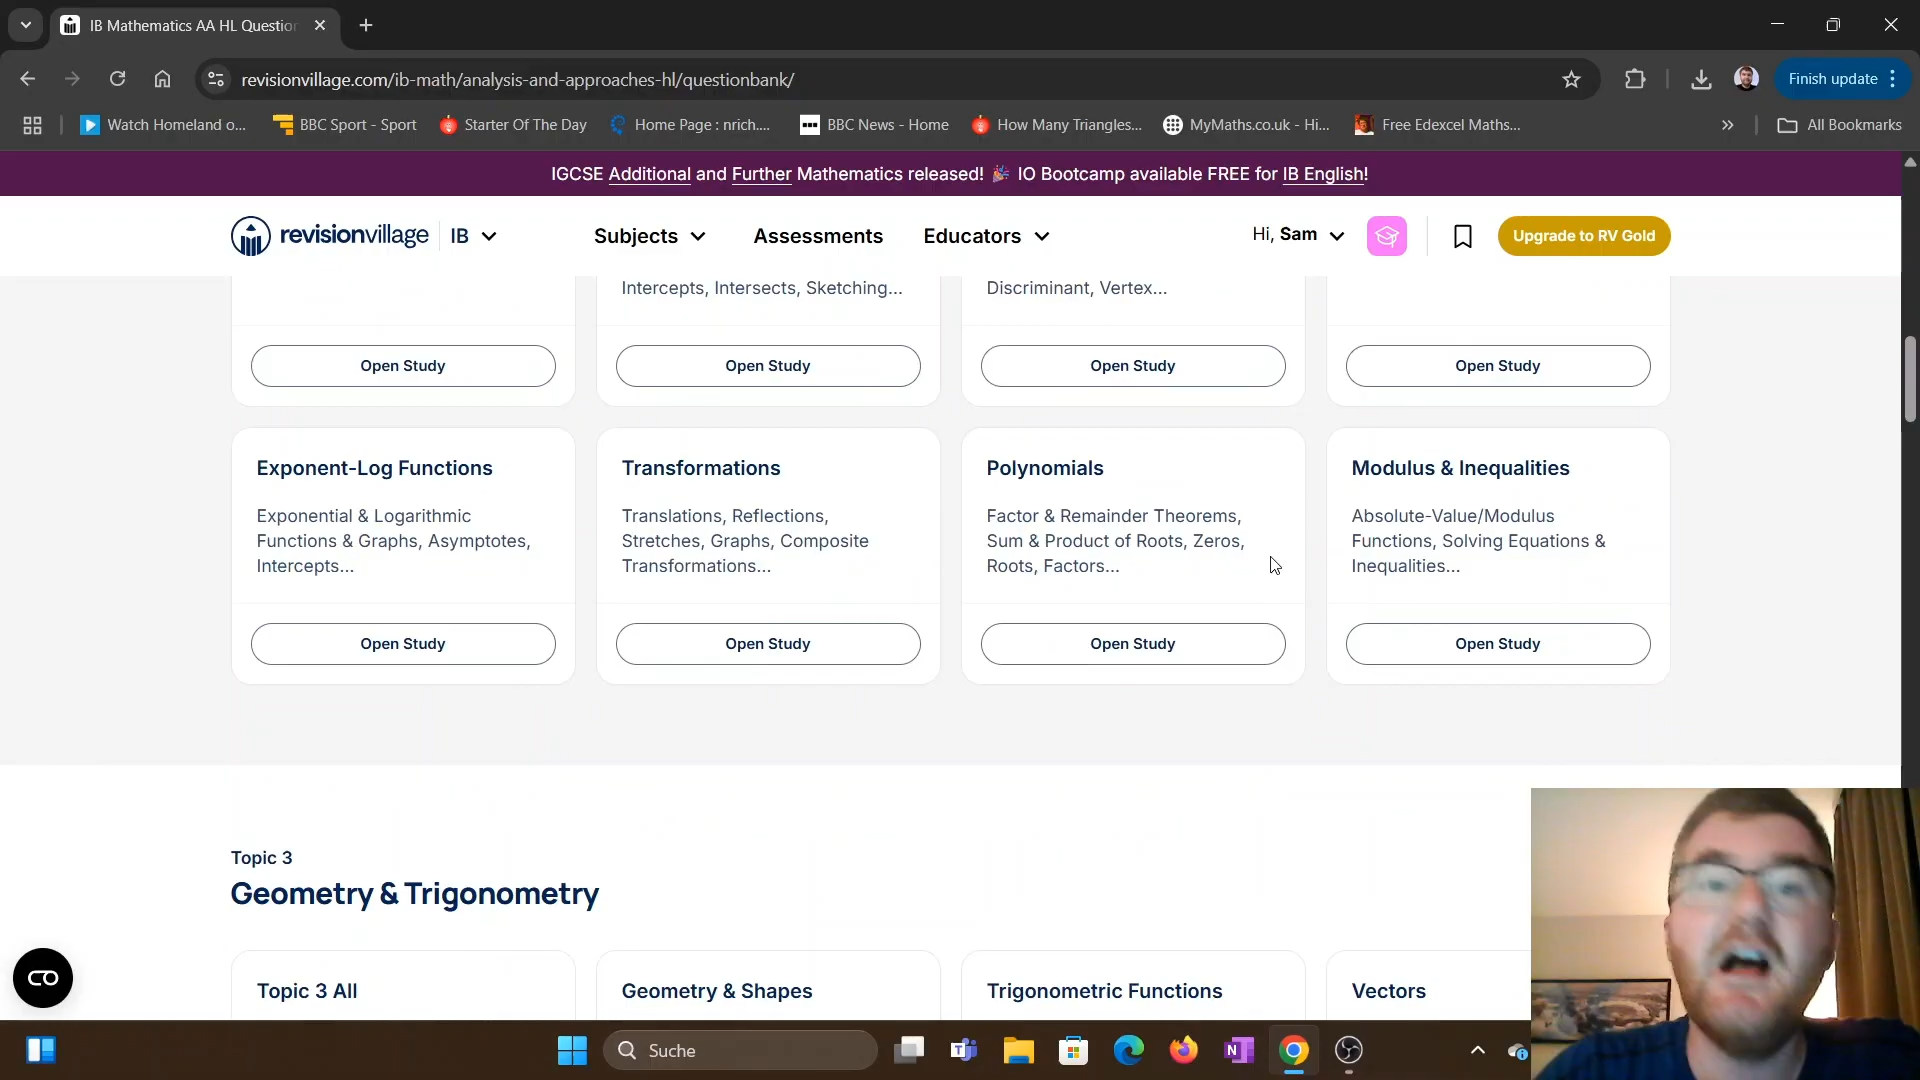 IB Mathematics AA HL Questio
revisionvillage.com/ib-math/analysis-and-approaches-hl/questionbank/
Finish update
Watch Homeland o...
BBC Sport - Sport
Starter Of The Day
Home Page : nrich....
BBC News - Home
How Many Triangles...
MyMaths.co.uk - Hi...
Free Edexcel Maths...
All Bookmarks
IGCSE Additional and Further Mathematics released! 🎉 IO Bootcamp available FREE for IB English!
revisionvillage
IB
Subjects
Assessments
Educators
Hi, Sam
Upgrade to RV Gold
Intercepts, Intersects, Sketching...
Discriminant, Vertex...
Open Study
Open Study
Open Study
Open Study
Exponent-Log Functions
Exponential & Logarithmic
Functions & Graphs, Asymptotes,
Intercepts...
Open Study
Transformations
Translations, Reflections,
Stretches, Graphs, Composite
Transformations...
Open Study
Polynomials
Factor & Remainder Theorems,
Sum & Product of Roots, Zeros,
Roots, Factors...
Open Study
Modulus & Inequalities
Absolute-Value/Modulus
Functions, Solving Equations &
Inequalities...
Open Study
Topic 3
Geometry & Trigonometry
Topic 3 All
Geometry & Shapes
Trigonometric Functions
Vectors
Suche